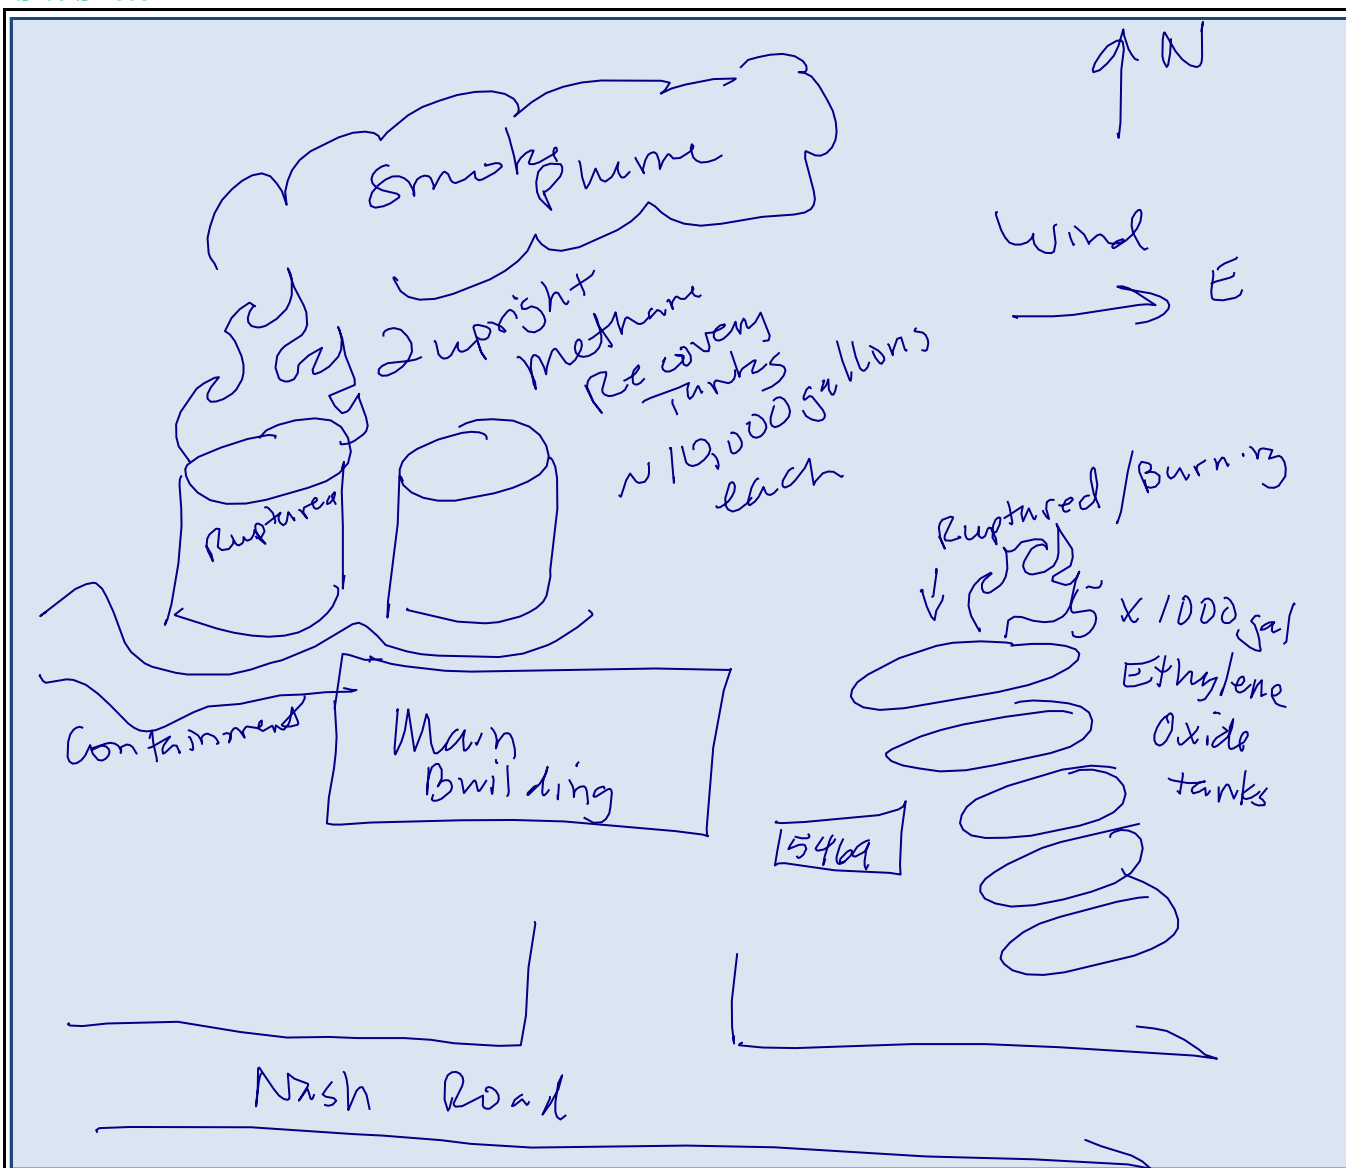 N
Smoke
Plume
Wind
E
2 upright
Methane
Recovery
Tanks
~10,000 gallons
each
Ruptured
Ruptured/Burning
5 x 1000 gal
Ethylene
Oxide
tanks
Containment
Main
Building
Nash Road